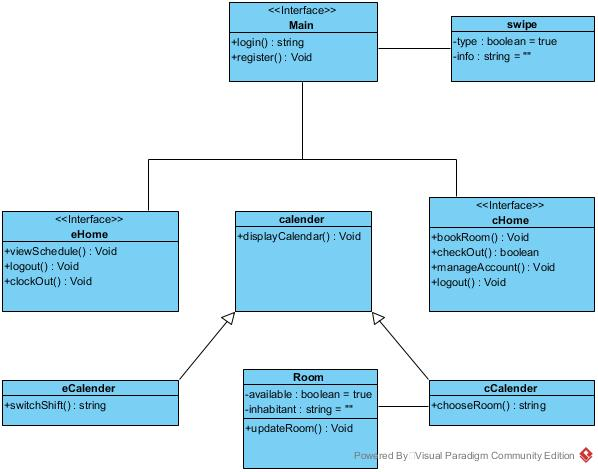 <<Interface>>
Main
+login() : string
+register() : Void
swipe
-type : boolean = true
-info : string = ""
<<Interface>>
eHome
+viewSchedule() : Void
+logout() : Void
+clockOut() : Void
calender
+displayCalendar() : Void
<<Interface>>
cHome
+bookRoom() : Void
+checkOut() : boolean
+manageAccount() : Void
+logout() : Void
eCalender
+switchShift() : string
Room
-available : boolean = true
-inhabitant : string = ""
+updateRoom() : Void
cCalender
+chooseRoom() : string
Powered By Visual Paradigm Community Edition